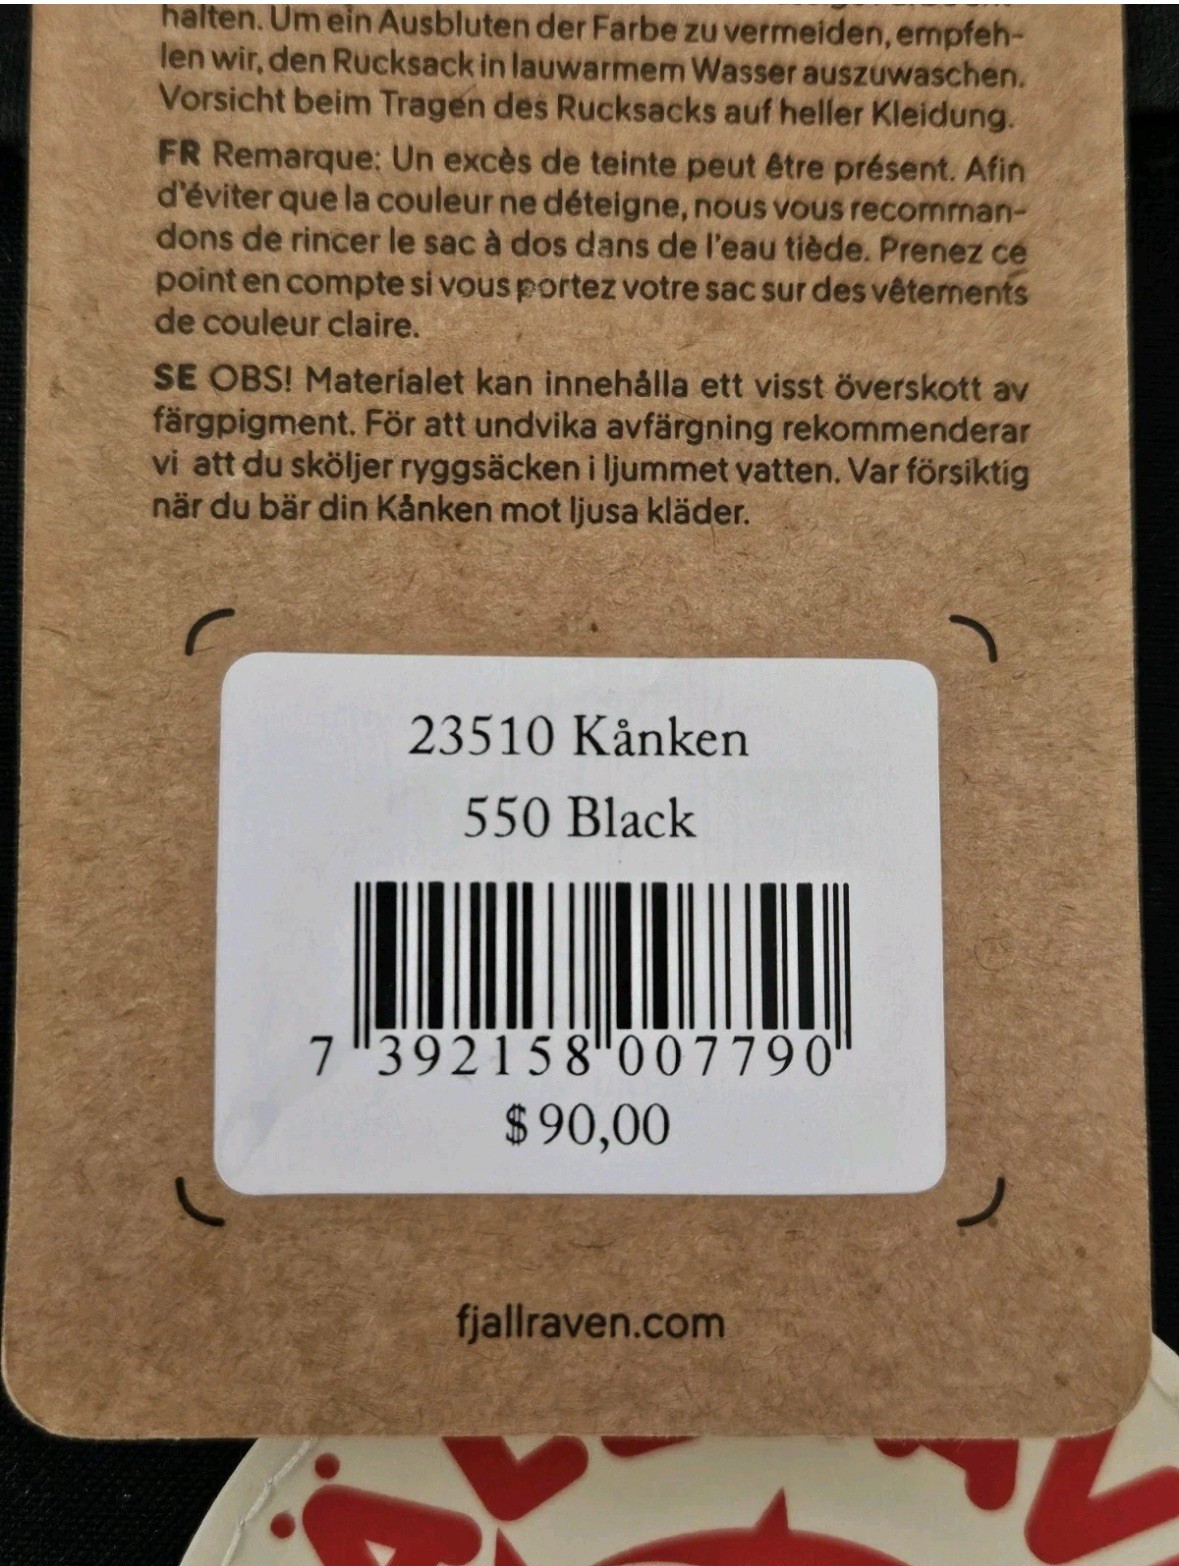 halten. Um ein Ausbluten der Farbe zu vermeiden, empfeh-
len wir, den Rucksack in lauwarmem Wasser auszuwaschen.
Vorsicht beim Tragen des Rucksacks auf heller Kleidung.
FR Remarque: Un excès de teinte peut être présent. Afin
d'éviter que la couleur ne déteigne, nous vous recomman-
dons de rincer le sac à dos dans de l'eau tiède. Prenez ce
point en compte si vous portez votre sac sur des vêtements
de couleur claire.
SE OBS! Materialet kan innehålla ett visst överskott av
färgpigment. För att undvika avfärgning rekommenderar
vi att du sköljer ryggsäcken i ljummet vatten. Var försiktig
när du bär din Kånken mot ljusa kläder.
23510 Kånken
550 Black
7 392158 007790
$90,00
fjallraven.com